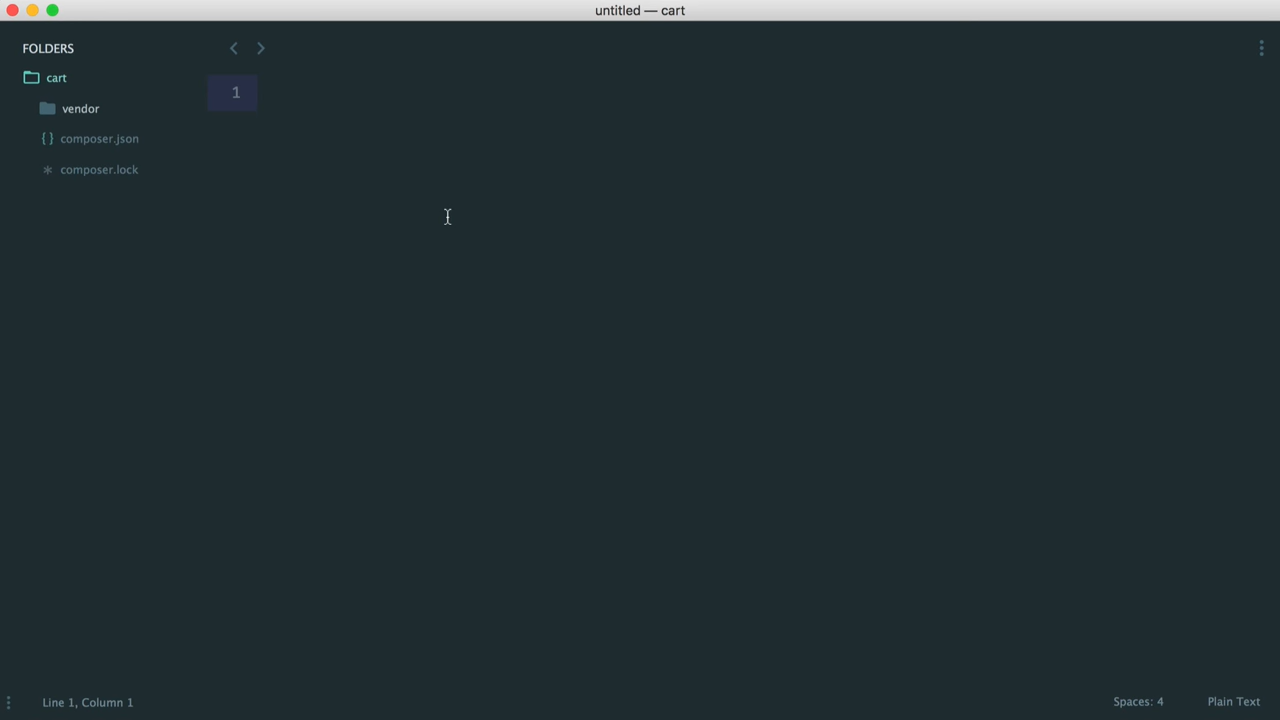 untitled — cart
FOLDERS
cart
1
vendor
{ } composer.json
* composer.lock
Line 1, Column 1
Spaces: 4
Plain Text